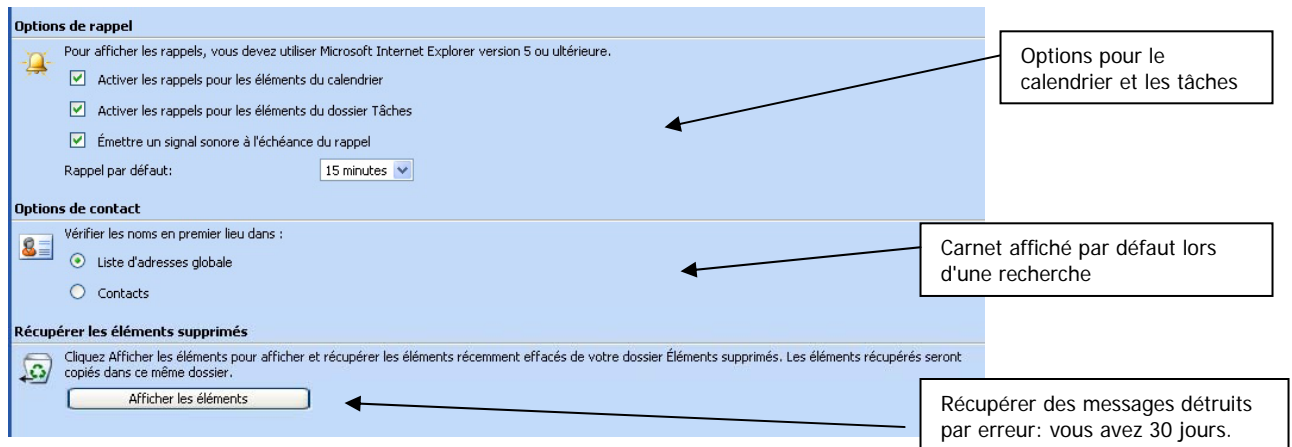 Options de rappel
Pour afficher les rappels, vous devez utiliser Microsoft Internet Explorer version 5 ou ultérieure.
Activer les rappels pour les éléments du calendrier
Activer les rappels pour les éléments du dossier Tâches
Émettre un signal sonore à l'échéance du rappel
Rappel par défaut:
15 minutes
Options pour le
calendrier et les tâches
Options de contact
Vérifier les noms en premier lieu dans :
Liste d'adresses globale
Contacts
Carnet affiché par défaut lors
d'une recherche
Récupérer les éléments supprimés
Cliquez Afficher les éléments pour afficher et récupérer les éléments récemment effacés de votre dossier Éléments supprimés. Les éléments récupérés seront
copiés dans ce même dossier.
Afficher les éléments
Récupérer des messages détruits
par erreur: vous avez 30 jours.